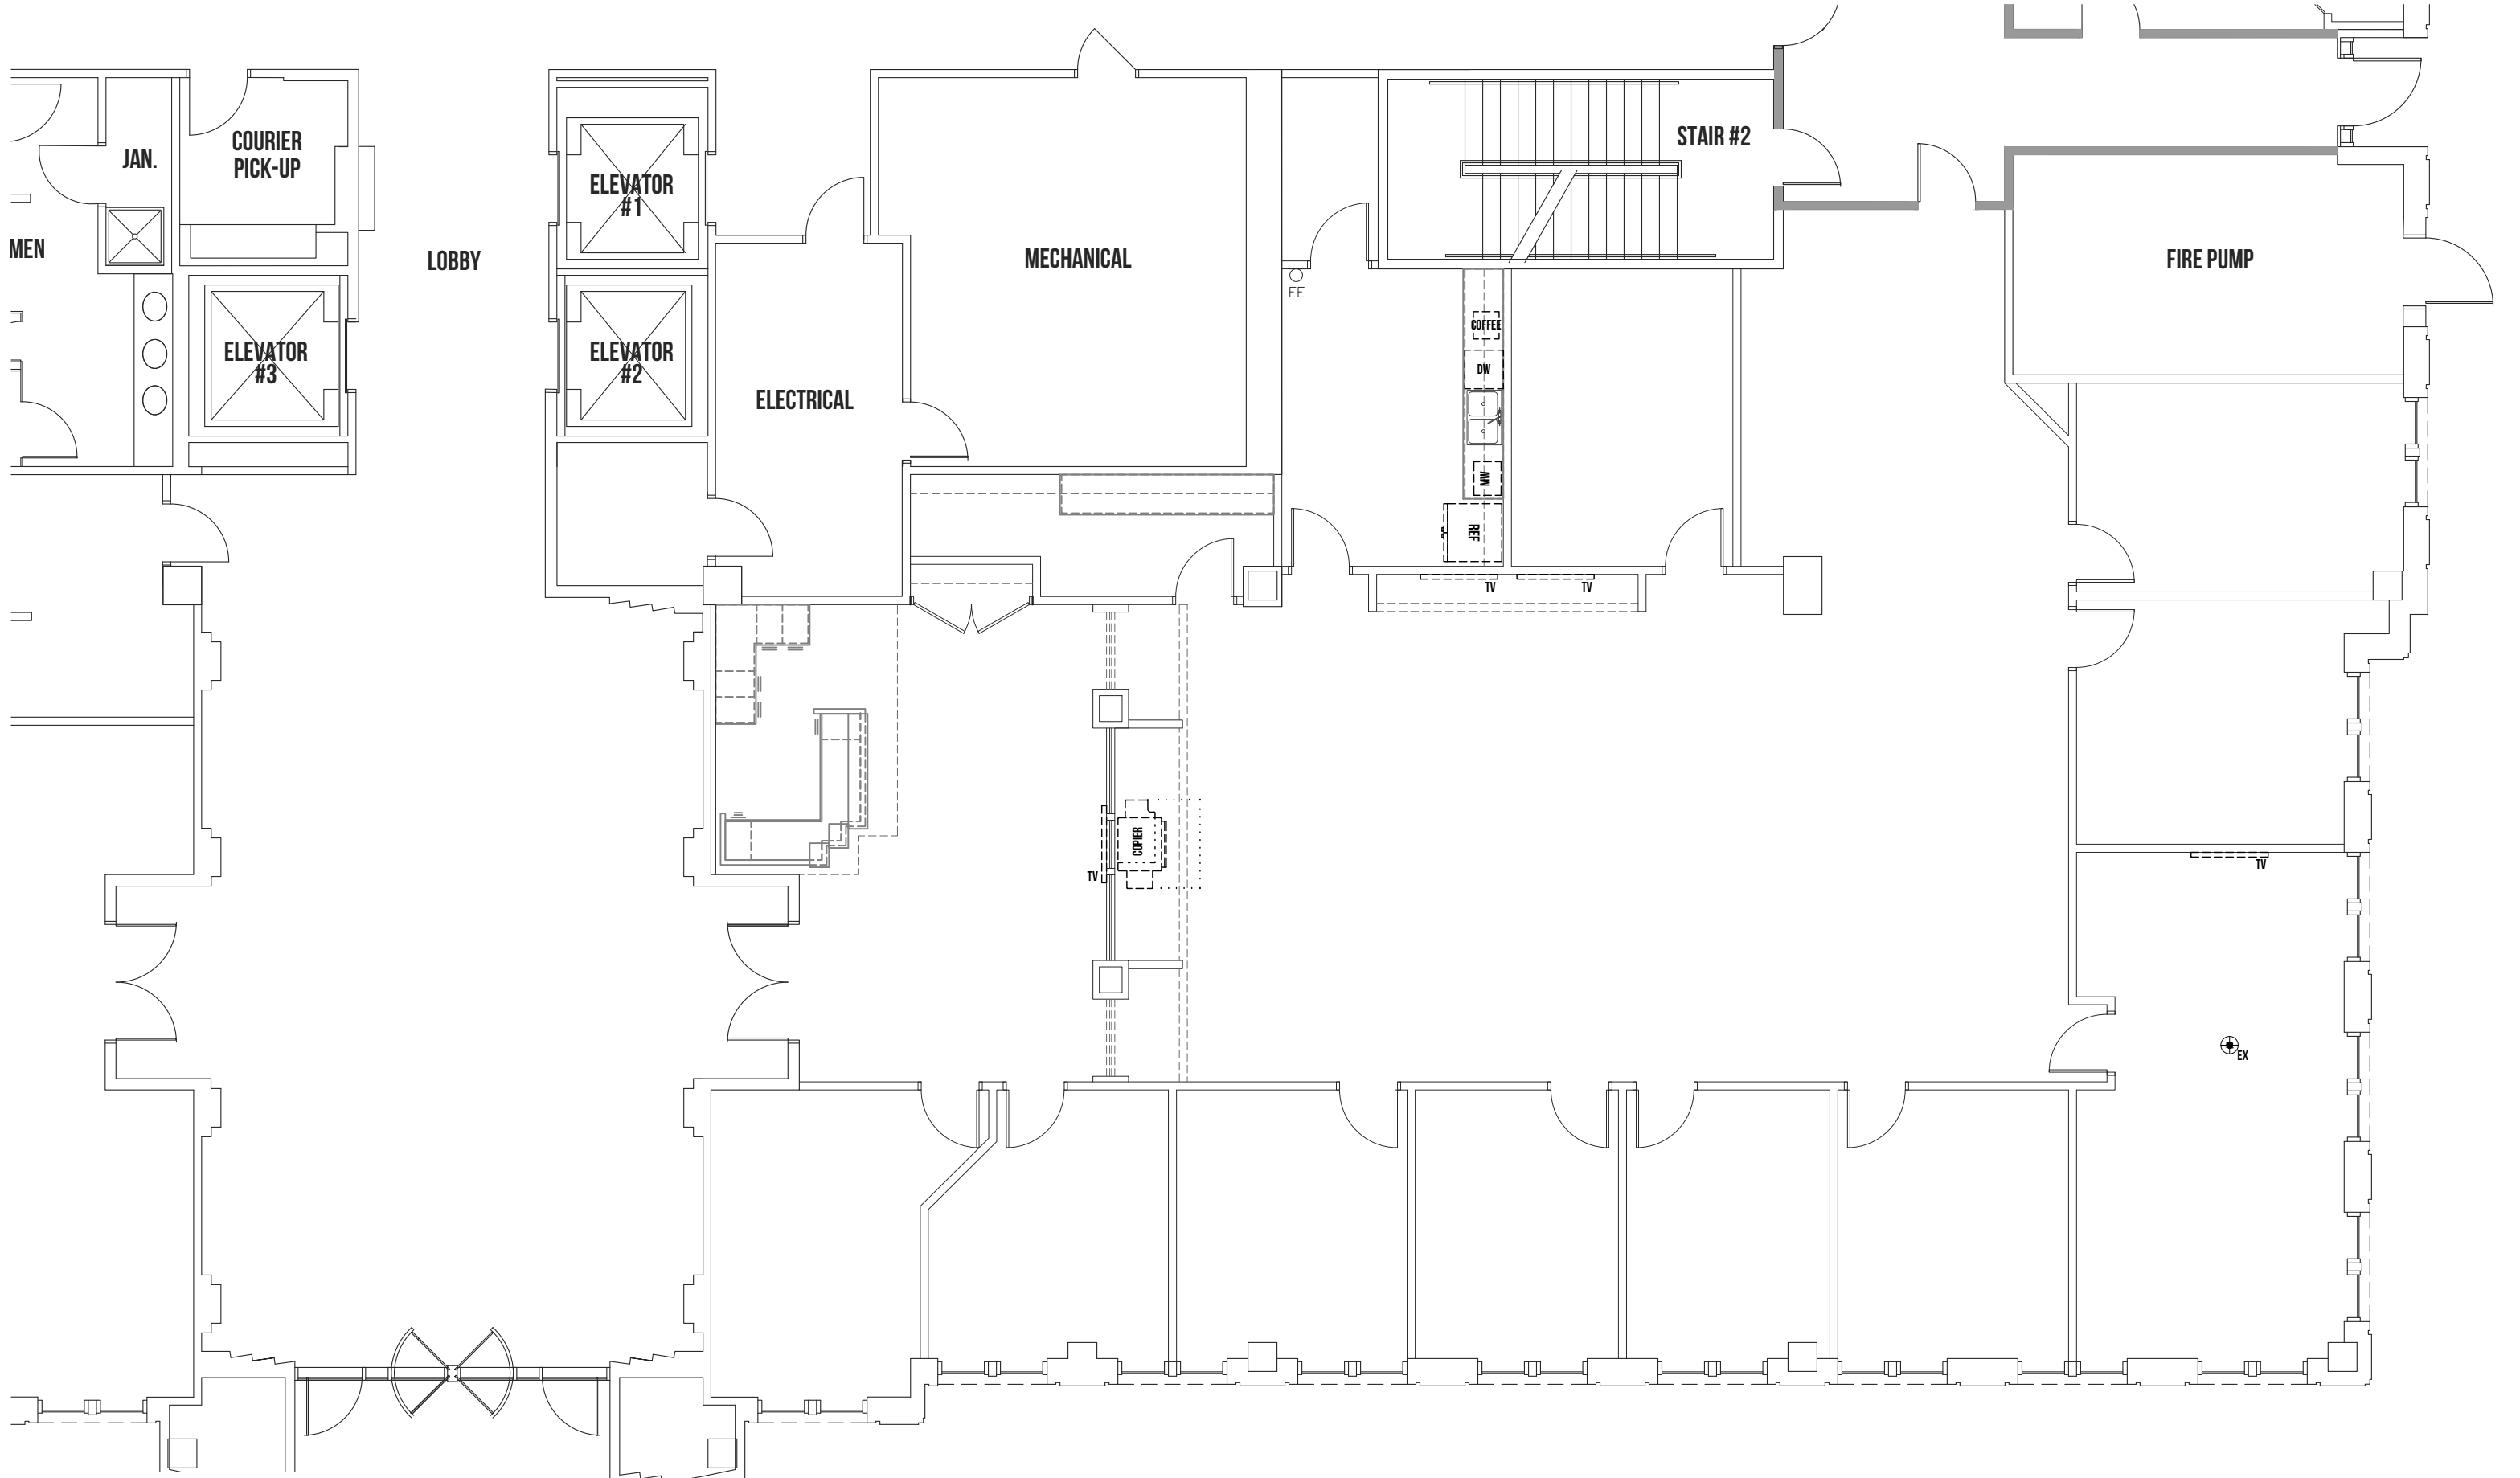 JAN.
COURIER
PICK-UP
STAIR #2
ELEVATOR
#1
MEN
LOBBY
MECHANICAL
FIRE PUMP
FE
COFFEE
ELEVATOR
#3
ELEVATOR
#2
DW
ELECTRICAL
MW
REF
TV
TV
COPIER
TV
TV
EX